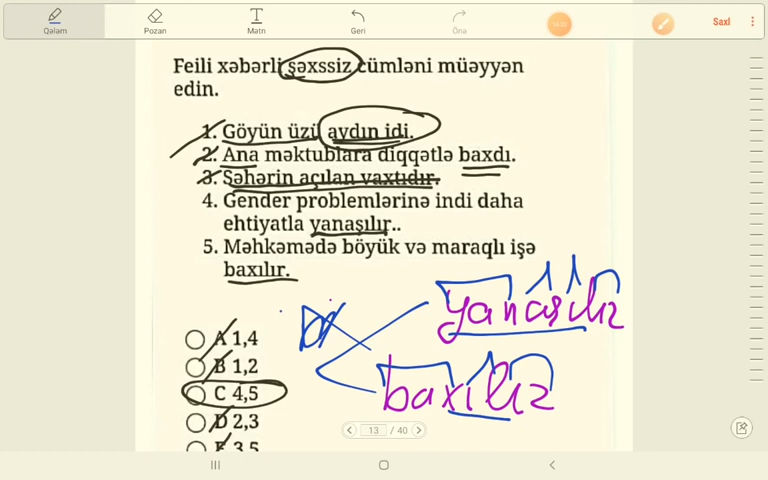 Qələm
Pozan
Mətn
Geri
Önə
Saxl
Feili xəbərli şəxssiz cümləni müəyyən
edin.
1. Göyün üzü aydın idi.
2. Ana məktublara diqqətlə baxdı.
3. Səhərin açılan vaxtıdır.
4. Gender problemlərinə indi daha
ehtiyatla yanaşılır..
5. Məhkəmədə böyük və maraqlı işə
baxılır.
yanaşılır
baxılır
A 1,4
B 1,2
C 4,5
D 2,3
E 3,5
13 / 40